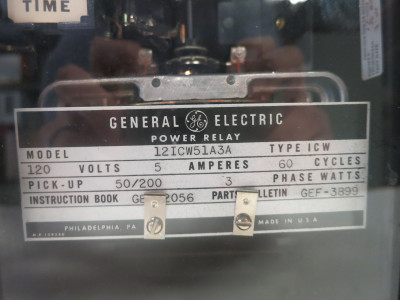 TIME
GENERAL GE ELECTRIC
POWER RELAY
MODEL 12ICW51A3A TYPE ICW
120 VOLTS 5 AMPERES 60 CYCLES
PICK-UP 50/200 3 PHASE WATTS
INSTRUCTION BOOK 2056 PARTS BULLETIN GEF-3899
PHILADELPHIA, PA MADE IN U.S.A.